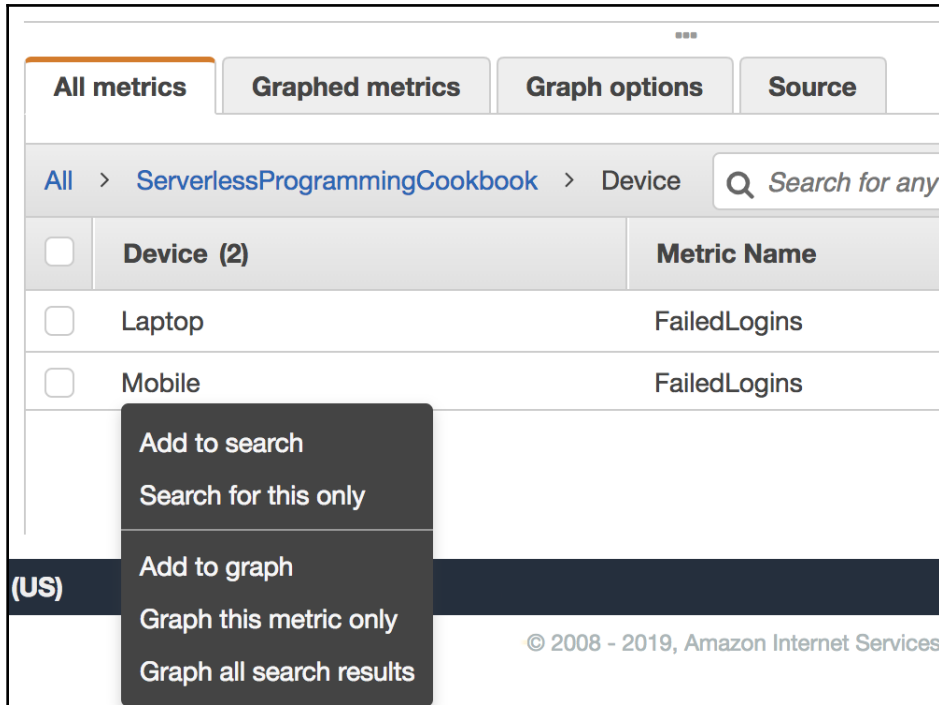 All metrics Graphed metrics Graph options Source
All > ServerlessProgrammingCookbook > Device Search for any
Device (2) Metric Name
Laptop FailedLogins
Mobile FailedLogins
Add to search
Search for this only
Add to graph
(US)
Graph this metric only
© 2008 - 2019, Amazon Internet Services
Graph all search results